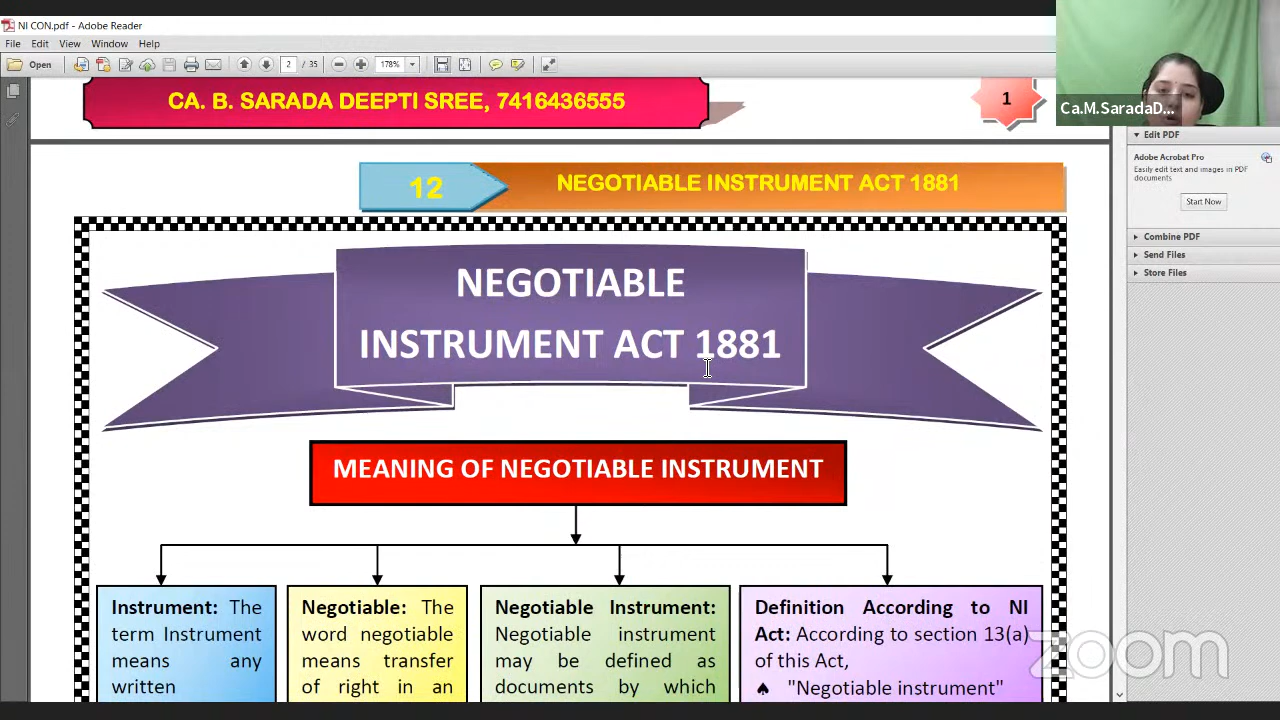 NI CON.pdf - Adobe Reader
File Edit View Window Help
Open 2 / 35 178%
CA. B. SARADA DEEPTI SREE, 7416436555
1
Ca.M.SaradaD...
Edit PDF
Adobe Acrobat Pro
Easily edit text and images in PDF
documents
Start Now
Combine PDF
Send Files
Store Files
12
NEGOTIABLE INSTRUMENT ACT 1881
NEGOTIABLE
INSTRUMENT ACT 1881
MEANING OF NEGOTIABLE INSTRUMENT
Instrument: The
term Instrument
means any
written
Negotiable: The
word negotiable
means transfer
of right in an
Negotiable Instrument:
Negotiable instrument
may be defined as
documents by which
Definition According to NI
Act: According to section 13(a)
of this Act,
♠ "Negotiable instrument"
zoom